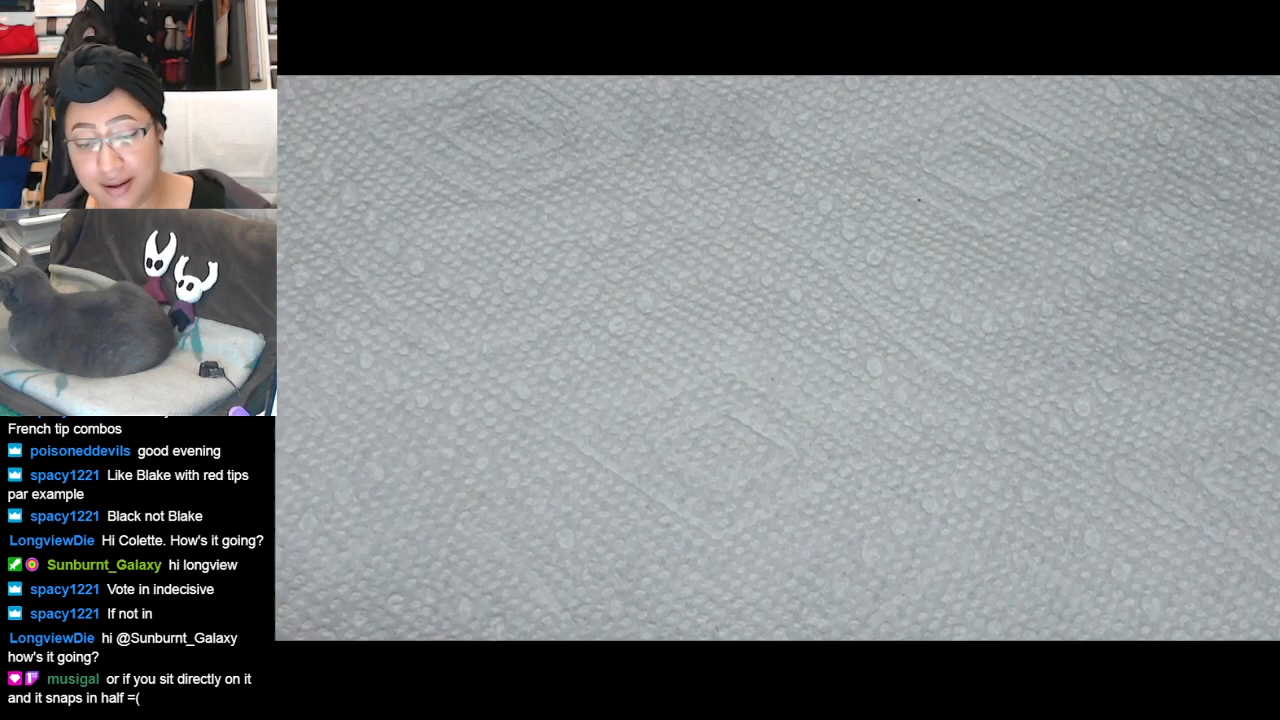 French tip combos
poisoneddevils good evening
spacy1221 Like Blake with red tips
par example
spacy1221 Black not Blake
LongviewDie Hi Colette. How's it going?
Sunburnt_Galaxy hi longview
spacy1221 Vote in indecisive
spacy1221 If not in
LongviewDie hi @Sunburnt_Galaxy
how's it going?
musigal or if you sit directly on it
and it snaps in half =(